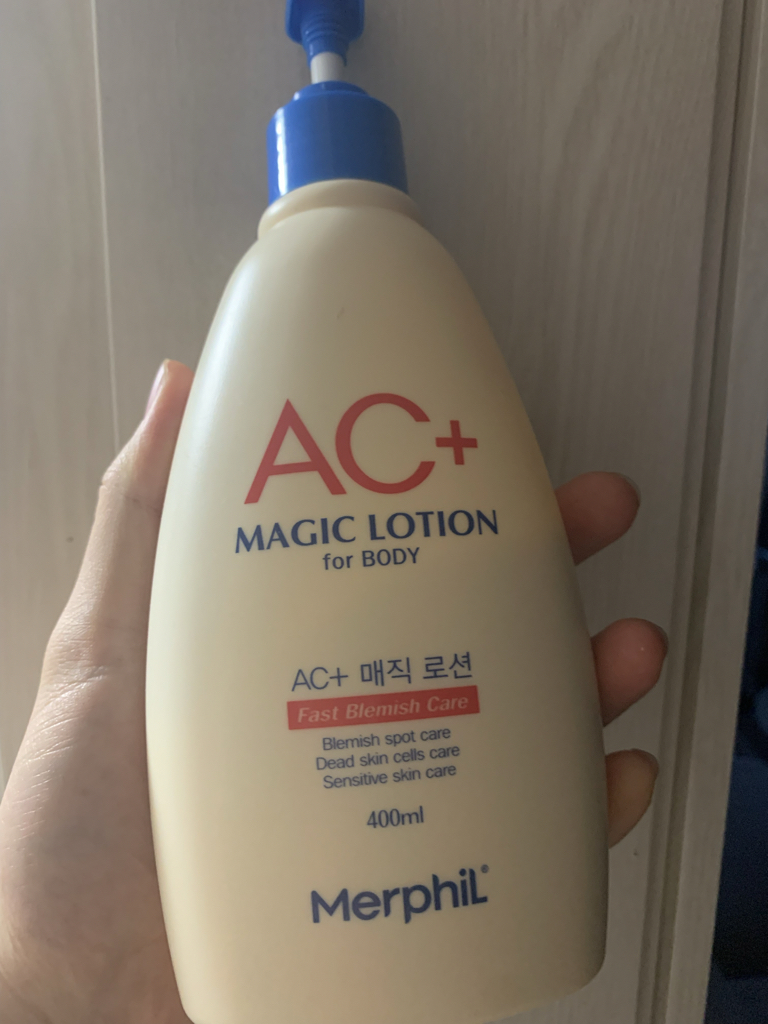 AC+
MAGIC LOTION
for BODY
AC+ 매직 로션
Fast Blemish Care
Blemish spot care
Dead skin cells care
Sensitive skin care
400ml
Merphil®